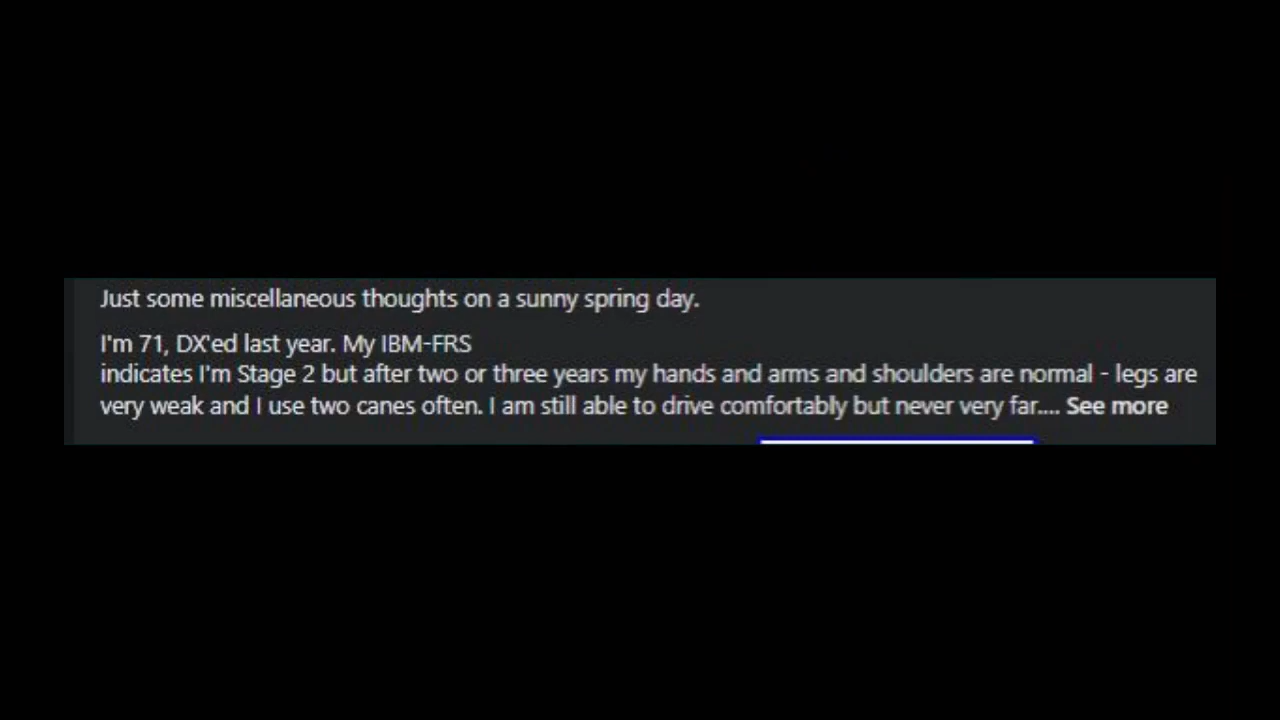 Just some miscellaneous thoughts on a sunny spring day.
I'm 71, DX'ed last year. My IBM-FRS
indicates I'm Stage 2 but after two or three years my hands and arms and shoulders are normal - legs are
very weak and I use two canes often. I am still able to drive comfortably but never very far.... See more